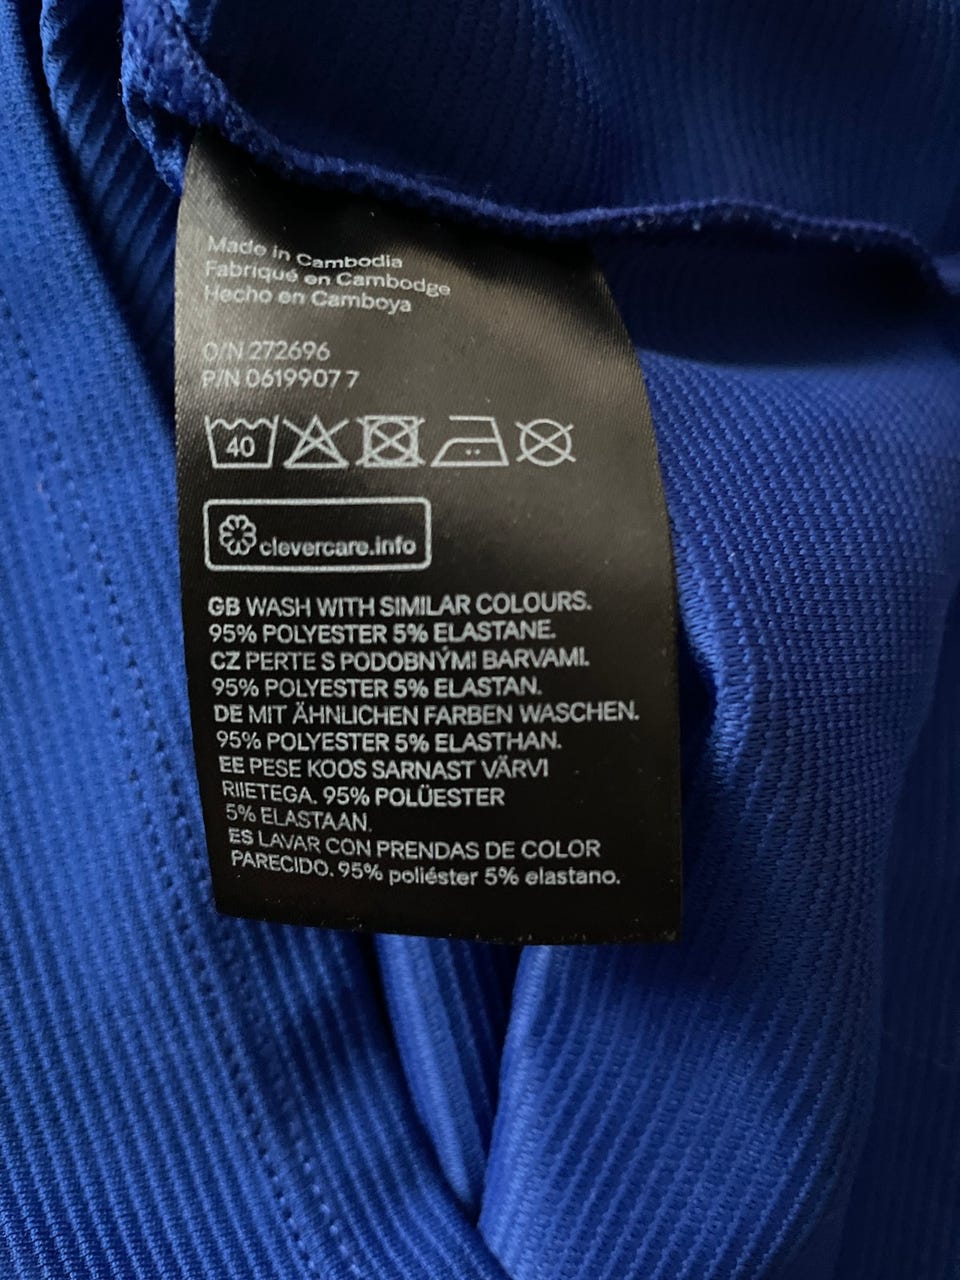 Made in Cambodia
Fabriqué en Cambodge
Hecho en Camboya
O/N 272696
P/N 0619907 7
40
clevercare.info
GB WASH WITH SIMILAR COLOURS.
95% POLYESTER 5% ELASTANE.
CZ PERTE S PODOBNÝMI BARVAMI.
95% POLYESTER 5% ELASTAN.
DE MIT ÄHNLICHEN FARBEN WASCHEN.
95% POLYESTER 5% ELASTHAN.
EE PESE KOOS SARNAST VÄRVI
RIIETEGA. 95% POLÜESTER
5% ELASTAAN.
ES LAVAR CON PRENDAS DE COLOR
PARECIDO. 95% poliéster 5% elastano.